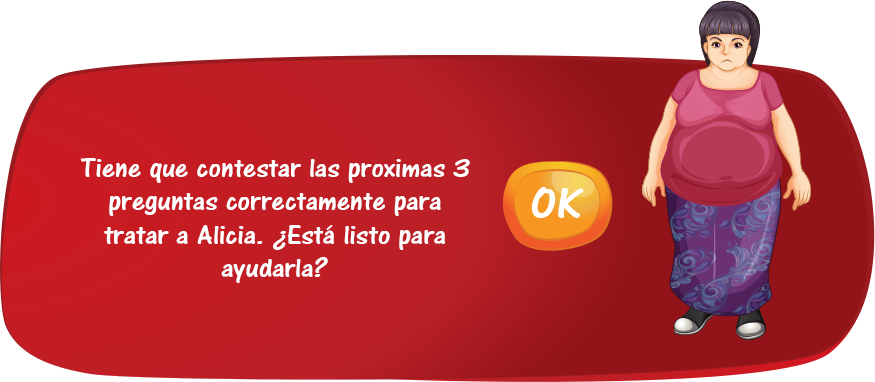 Tiene que contestar las proximas 3
preguntas correctamente para
tratar a Alicia. ¿Está listo para
ayudarla?
OK